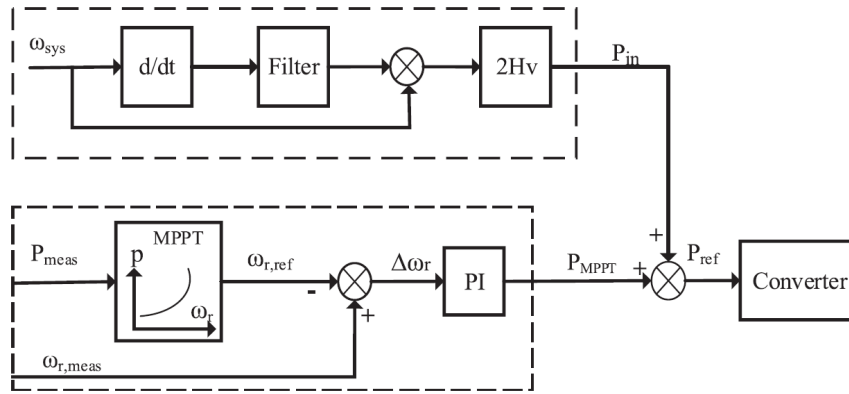 ω_sys
d/dt
Filter
2Hv
P_in
P_meas
MPPT
p
ω_r
ω_r,ref
-
Δωr
PI
P_MPPT
+
+
P_ref
Converter
+
ω_r,meas